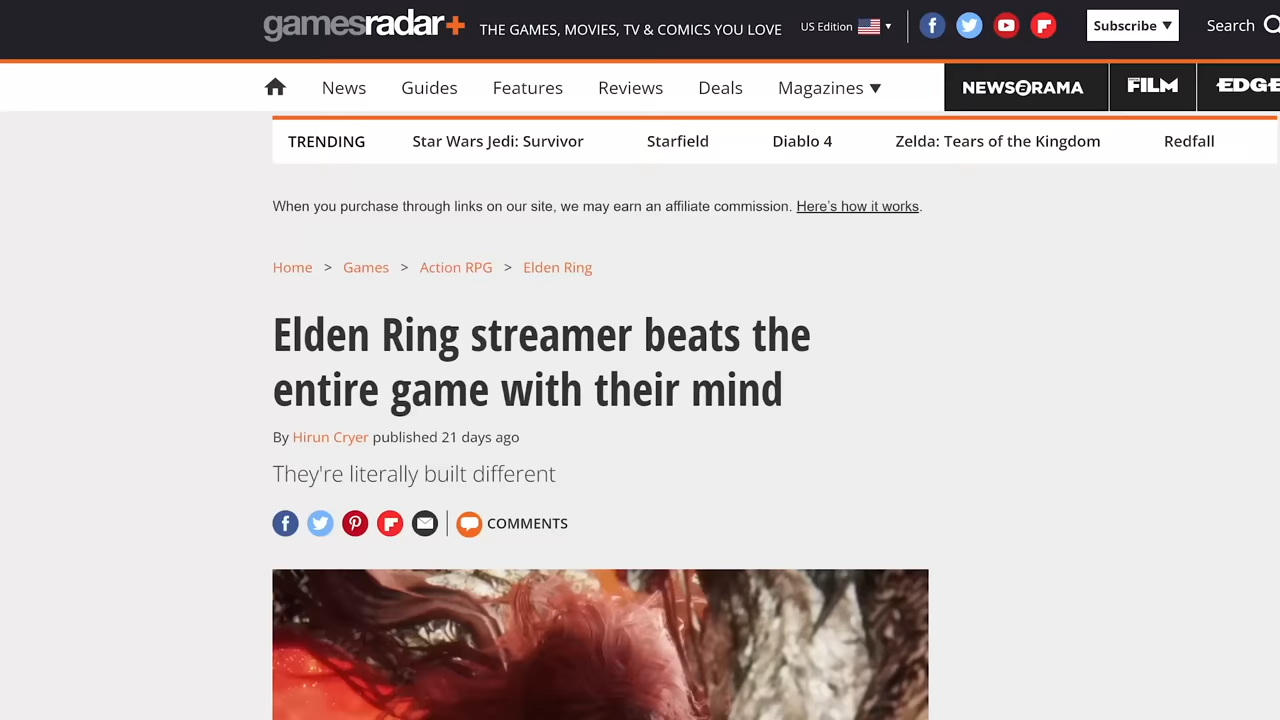 gamesradar+ THE GAMES, MOVIES, TV & COMICS YOU LOVE US Edition Subscribe Search
News Guides Features Reviews Deals Magazines NEWSARAMA FILM EDGE
TRENDING Star Wars Jedi: Survivor Starfield Diablo 4 Zelda: Tears of the Kingdom Redfall
When you purchase through links on our site, we may earn an affiliate commission. Here's how it works.
Home > Games > Action RPG > Elden Ring
Elden Ring streamer beats the
entire game with their mind
By Hirun Cryer published 21 days ago
They're literally built different
COMMENTS